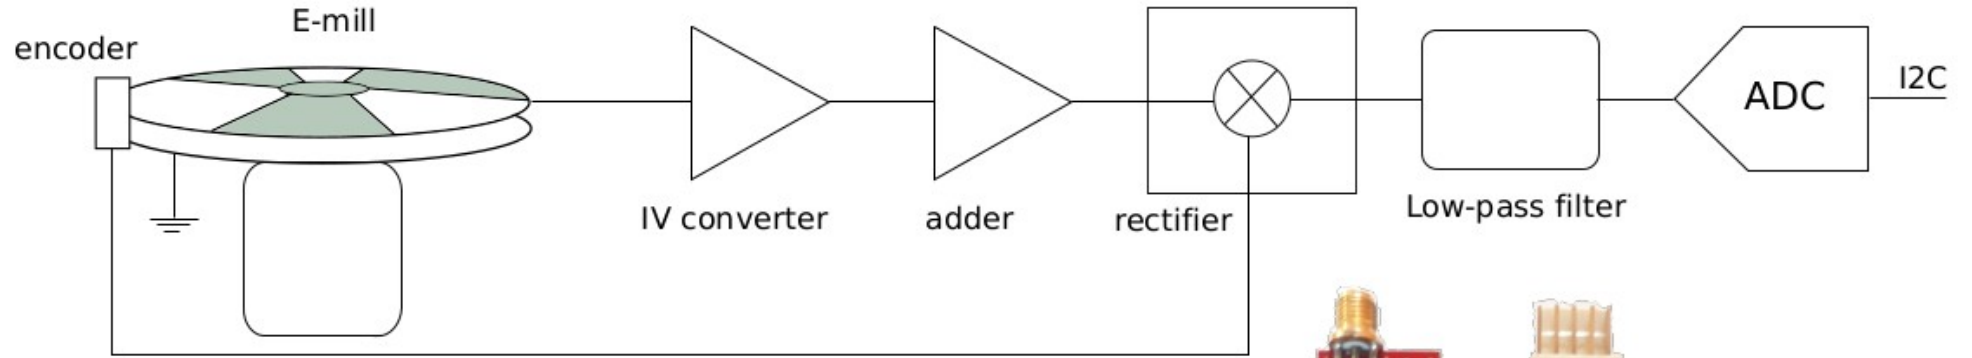 E-mill
encoder
ADC
I2C
IV converter
adder
rectifier
Low-pass filter